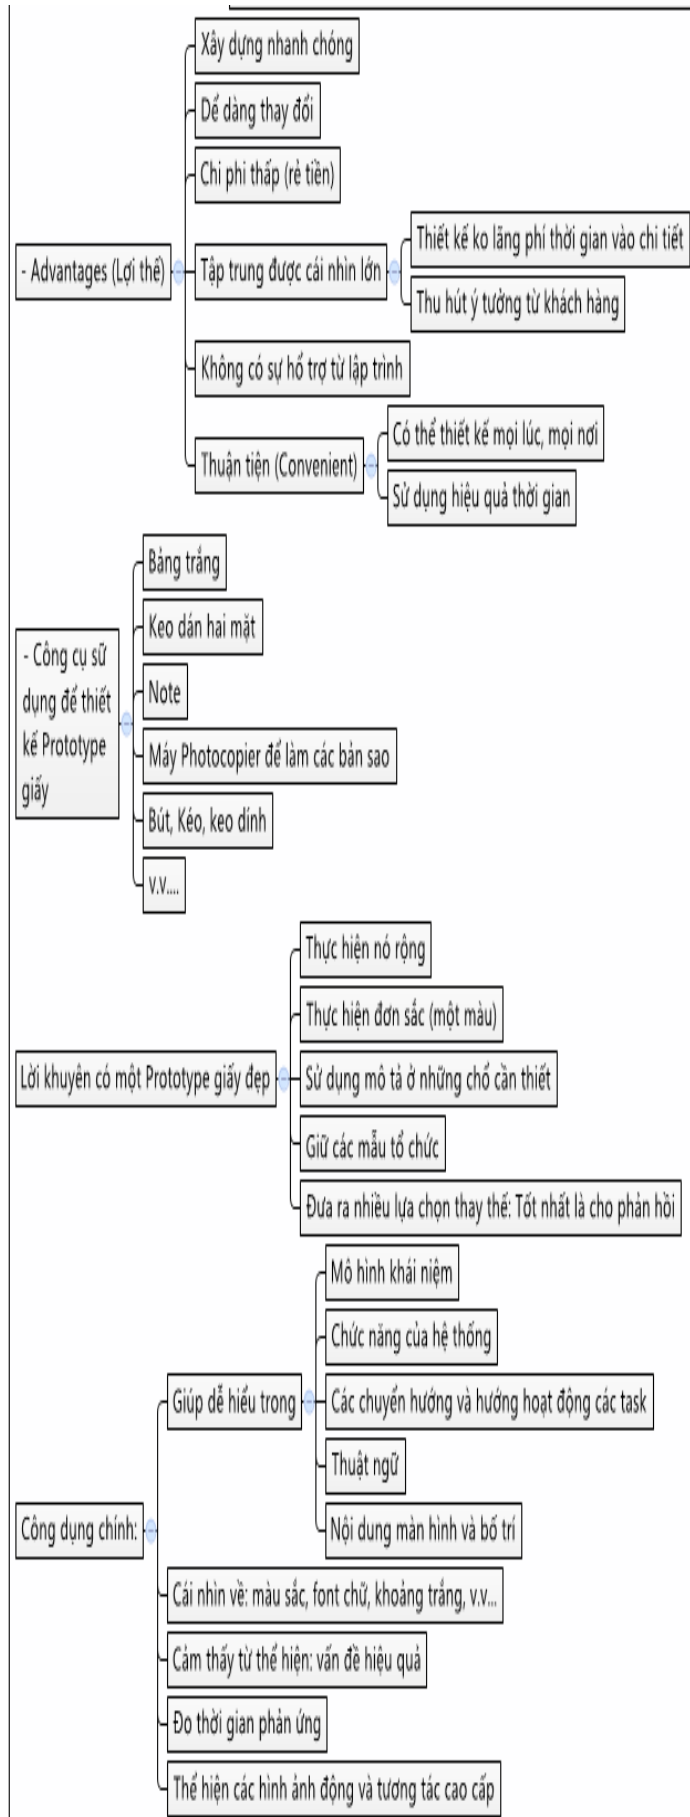 - Advantages (Lợi thế)
Xây dựng nhanh chóng
Dể dàng thay đổi
Chi phi thấp (rẻ tiền)
Tập trung được cái nhìn lớn
Thiết kế ko lãng phí thời gian vào chi tiết
Thu hút ý tưởng từ khách hàng
Không có sự hổ trợ từ lập trình
Thuận tiện (Convenient)
Có thể thiết kế mọi lúc, mọi nơi
Sử dụng hiệu quả thời gian
- Công cụ sữ
dụng để thiết
kế Prototype
giấy
Bảng trắng
Keo dán hai mặt
Note
Máy Photocopier để làm các bản sao
Bút, Kéo, keo dính
v.v....
Lời khuyên có một Prototype giấy đẹp
Thực hiện nó rộng
Thực hiện đơn sắc (một màu)
Sử dụng mô tả ở những chổ cần thiết
Giữ các mẫu tổ chức
Đưa ra nhiều lựa chọn thay thế: Tốt nhất là cho phản hồi
Công dụng chính:
Giúp dễ hiểu trong
Mô hình khái niệm
Chức năng của hệ thống
Các chuyển hướng và hướng hoạt động các task
Thuật ngữ
Nội dung màn hình và bố trí
Cái nhìn về: màu sắc, font chữ, khoảng trắng, v.v...
Cảm thấy từ thể hiện: vấn đề hiệu quả
Đo thời gian phản ứng
Thể hiện các hình ảnh động và tương tác cao cấp